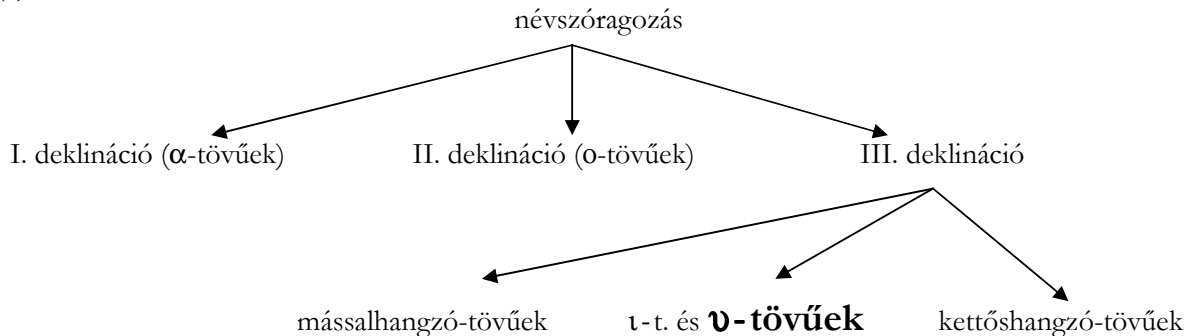 névszóragozás
I. deklináció (α-tövűek) II. deklináció (ο-tövűek) III. deklináció
mássalhangzó-tövűek ι-t. és υ-tövűek kettőshangzó-tövűek